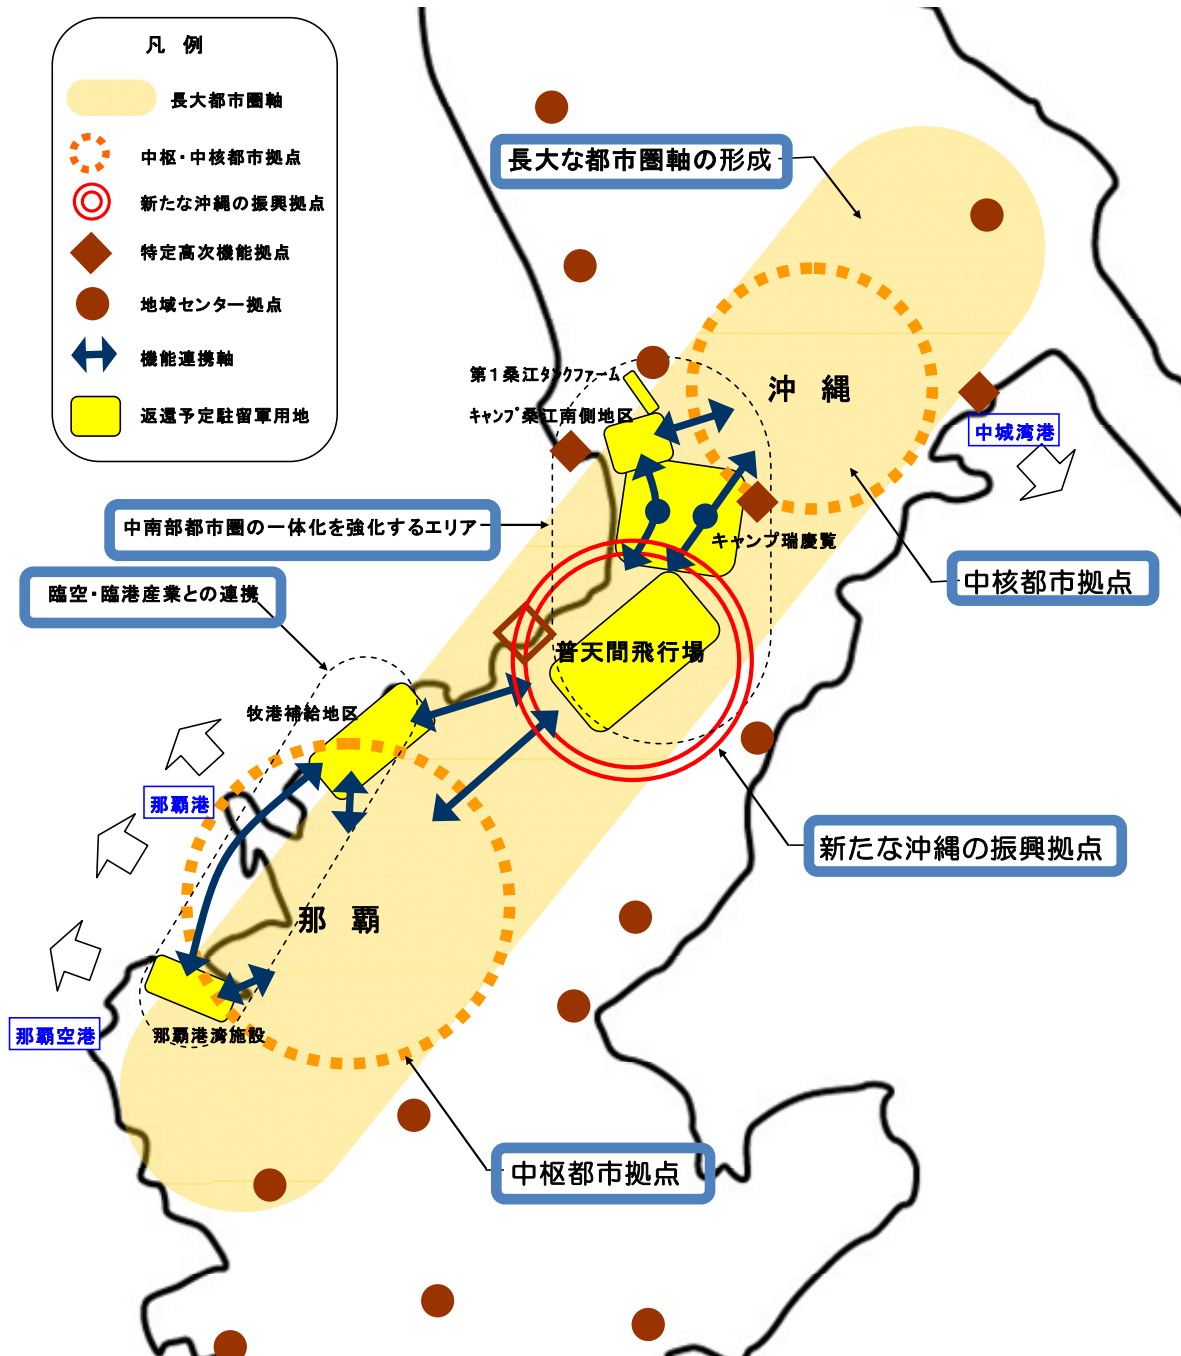 凡 例
長大都市圏軸
中枢・中核都市拠点
新たな沖縄の振興拠点
特定高次機能拠点
地域センター拠点
機能連携軸
返還予定駐留軍用地
長大な都市圏軸の形成
第1桑江タンクファーム
沖 縄
キャンプ桑江南側地区
中城湾港
中南部都市圏の一体化を強化するエリア
キャンプ瑞慶覧
中核都市拠点
臨空・臨港産業との連携
普天間飛行場
牧港補給地区
那覇港
新たな沖縄の振興拠点
那 覇
那覇空港
那覇港湾施設
中枢都市拠点